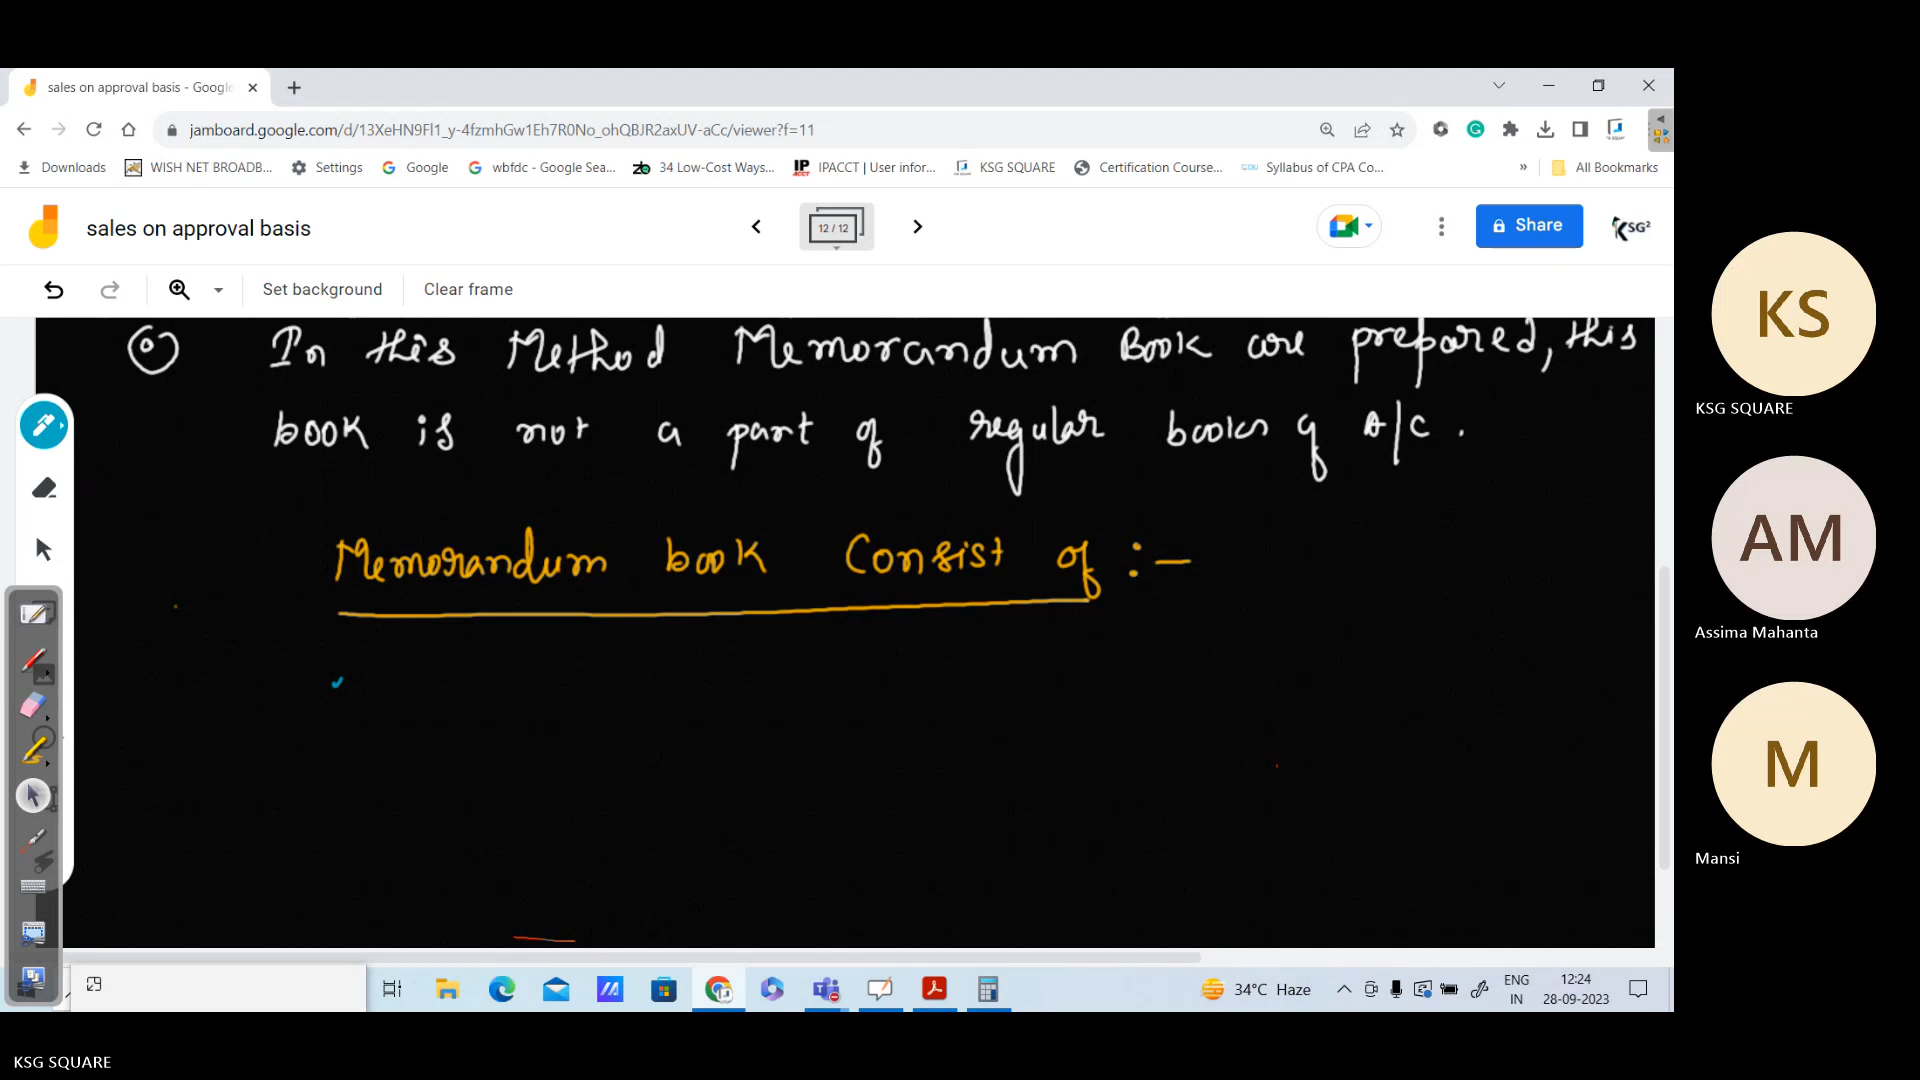 sales on approval basis - Google
jamboard.google.com/d/13XeHN9Fl1_y-4fzmhGw1Eh7R0No_ohQBJR2axUV-aCc/viewer?f=11
Downloads WISH NET BROADB... Settings Google wbfdc - Google Sea... 34 Low-Cost Ways... IPACCT | User infor... KSG SQUARE Certification Course... Syllabus of CPA Co... » All Bookmarks
sales on approval basis
12 / 12
Share
KSG²
Set background Clear frame
In this Method Memorandum Book are prepared, this
book is not a part of regular books of A/C.
Memorandum book Consist of :-
KS
KSG SQUARE
AM
Assima Mahanta
M
Mansi
34°C Haze
ENG
IN
12:24
28-09-2023
KSG SQUARE